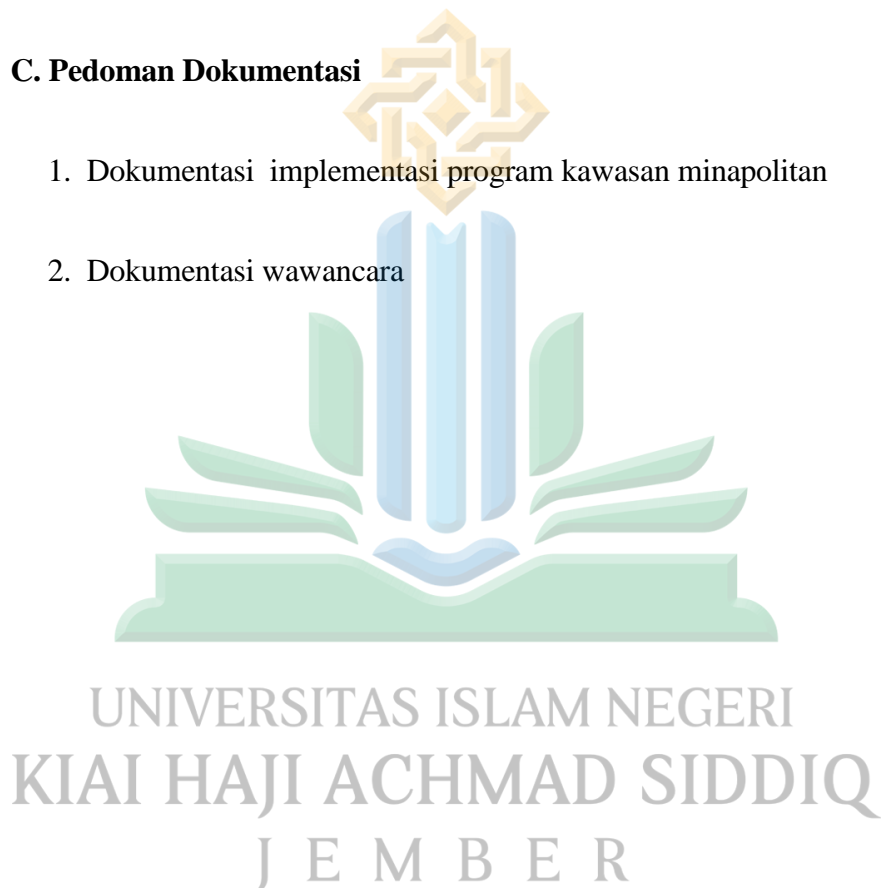 C. Pedoman Dokumentasi
1. Dokumentasi implementasi program kawasan minapolitan
2. Dokumentasi wawancara
UNIVERSITAS ISLAM NEGERI
KIAI HAJI ACHMAD SIDDIQ
J E M B E R